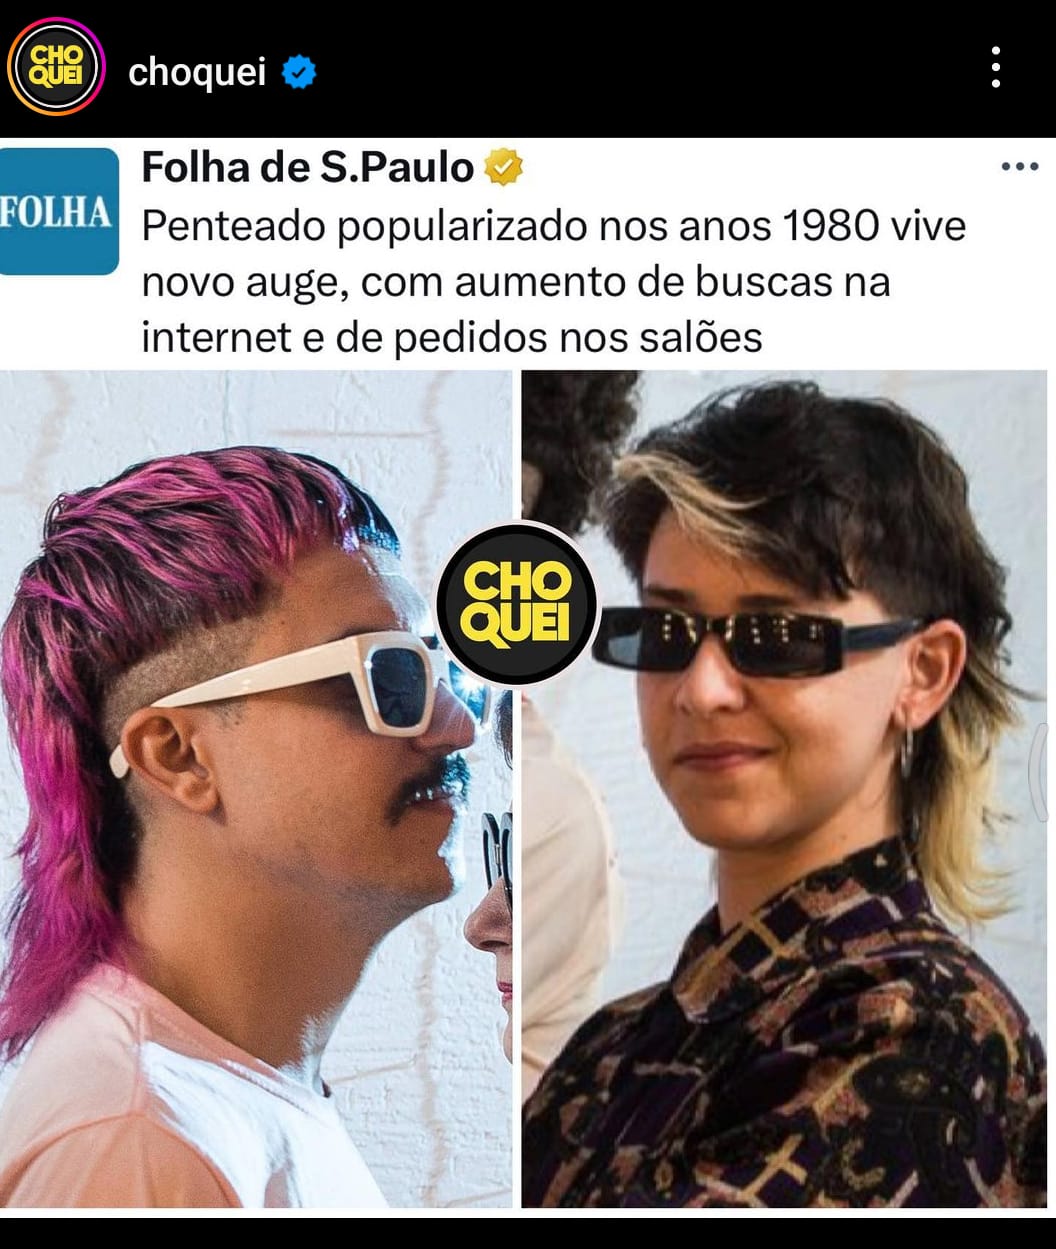 CHO
QUEI
choquei
Folha de S.Paulo
FOLHA
Penteado popularizado nos anos 1980 vive
novo auge, com aumento de buscas na
internet e de pedidos nos salões
CHO
QUEI